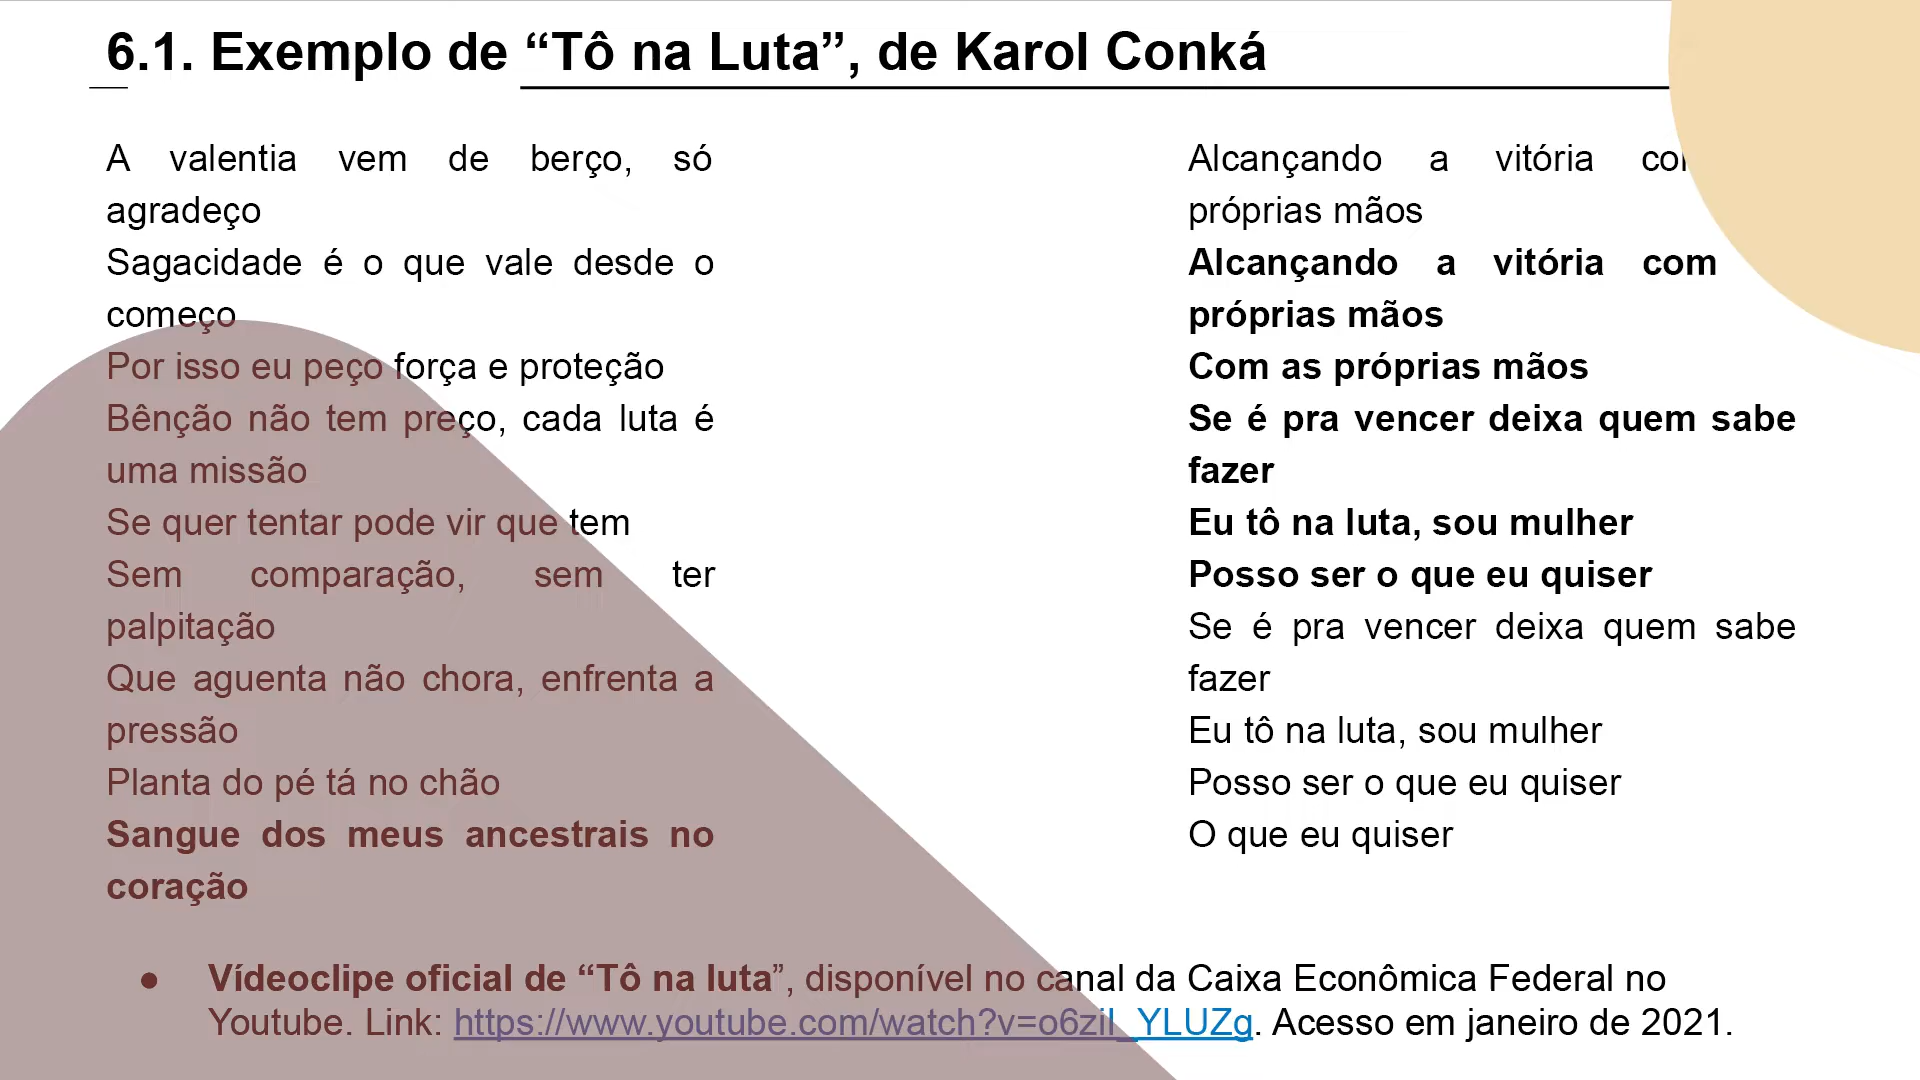 6.1. Exemplo de “Tô na Luta”, de Karol Conká
A valentia vem de berço, só
agradeço
Sagacidade é o que vale desde o
começo
Por isso eu peço força e proteção
Bênção não tem preço, cada luta é
uma missão
Se quer tentar pode vir que tem
Sem comparação, sem ter
palpitação
Que aguenta não chora, enfrenta a
pressão
Planta do pé tá no chão
Sangue dos meus ancestrais no
coração
Alcançando a vitória
próprias mãos
Alcançando a vitória com
próprias mãos
Com as próprias mãos
Se é pra vencer deixa quem sabe
fazer
Eu tô na luta, sou mulher
Posso ser o que eu quiser
Se é pra vencer deixa quem sabe
fazer
Eu tô na luta, sou mulher
Posso ser o que eu quiser
O que eu quiser
● Vídeoclipe oficial de “Tô na luta”, disponível no canal da Caixa Econômica Federal no
Youtube. Link: https://www.youtube.com/watch?v=o6ziI_YLUZg. Acesso em janeiro de 2021.